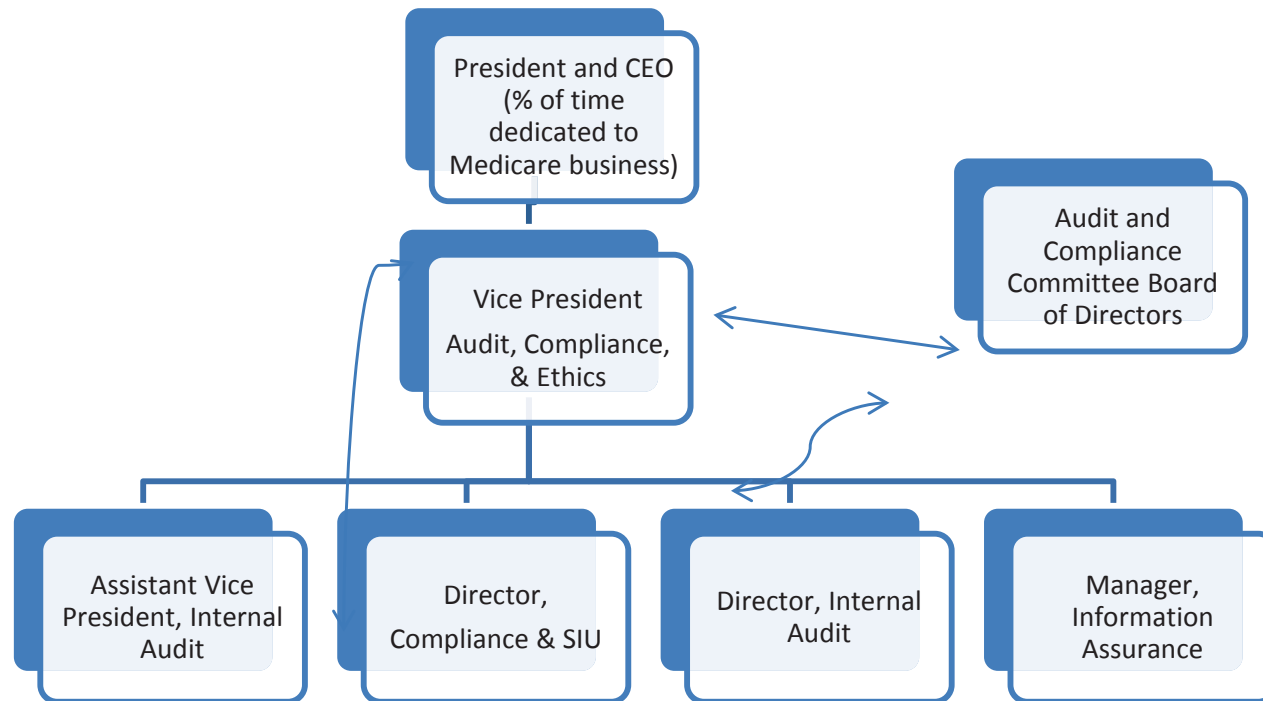 President and CEO
(% of time
dedicated to
Medicare business)
Audit and
Compliance
Committee Board
of Directors
Vice President
Audit, Compliance,
& Ethics
Assistant Vice
President, Internal
Audit
Director,
Compliance & SIU
Director, Internal
Audit
Manager,
Information
Assurance